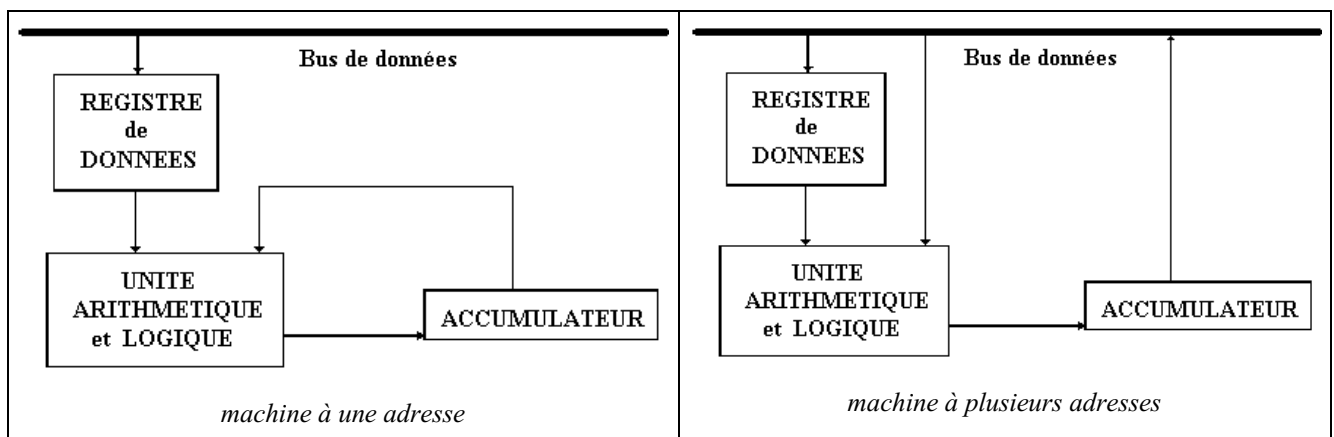 Bus de données
REGISTRE
de
DONNEES
UNITE
ARITHMETIQUE
et LOGIQUE
ACCUMULATEUR
machine à une adresse
Bus de données
REGISTRE
de
DONNEES
UNITE
ARITHMETIQUE
et LOGIQUE
ACCUMULATEUR
machine à plusieurs adresses